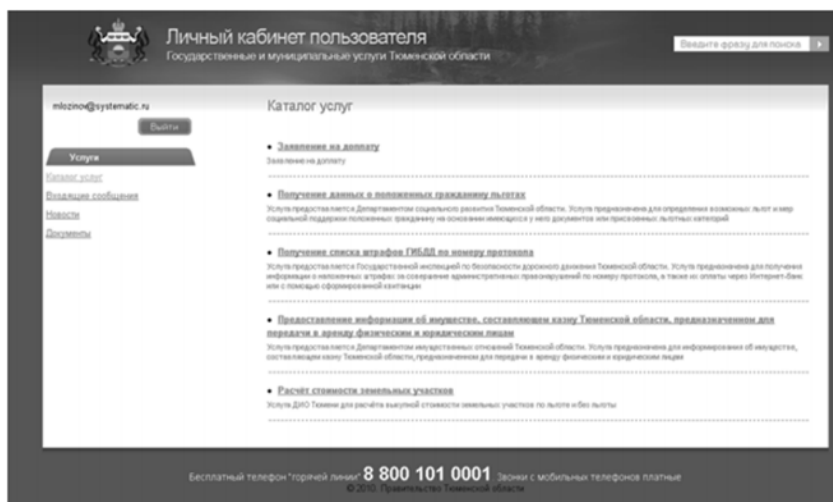 Личный кабинет пользователя
Государственные и муниципальные услуги Тюменской области
Введите фразу для поиска
mlozinov@systematic.ru
Выйти
Услуги
Каталог услуг
Входящие сообщения
Новости
Документы
Каталог услуг
Заявление на доплату
Заявление на доплату
Получение данных о положенных гражданину льготах
Услуга предоставляется Департаментом социального развития Тюменской области. Услуга предназначена для определения возможных льгот и мер
социальной поддержки положенных гражданину на основании имеющихся у него документов или присвоенных льготных категорий
Получение списка штрафов ГИБДД по номеру протокола
Услуга предоставляется Государственной инспекцией по безопасности дорожного движения Тюменской области. Услуга предназначена для получения
информации о наложенных штрафах за совершение административных правонарушений по номеру протокола, а также их оплаты через Интернет-банк
или с помощью сформированной квитанции
Предоставление информации об имуществе, составляющем казну Тюменской области, предназначенном для
передачи в аренду физическим и юридическим лицам
Услуга предоставляется Департаментом имущественных отношений Тюменской области. Услуга предназначена для информирования об имуществе,
составляющем казну Тюменской области, предназначенном для передачи в аренду физическим и юридическим лицам
Расчёт стоимости земельных участков
Услуга ДИО Тюмени для расчёта выкупной стоимости земельных участков по льготе и без льготы
Бесплатный телефон "горячей линии" 8 800 101 0001. Звонки с мобильных телефонов платные
© 2010. Правительство Тюменской области